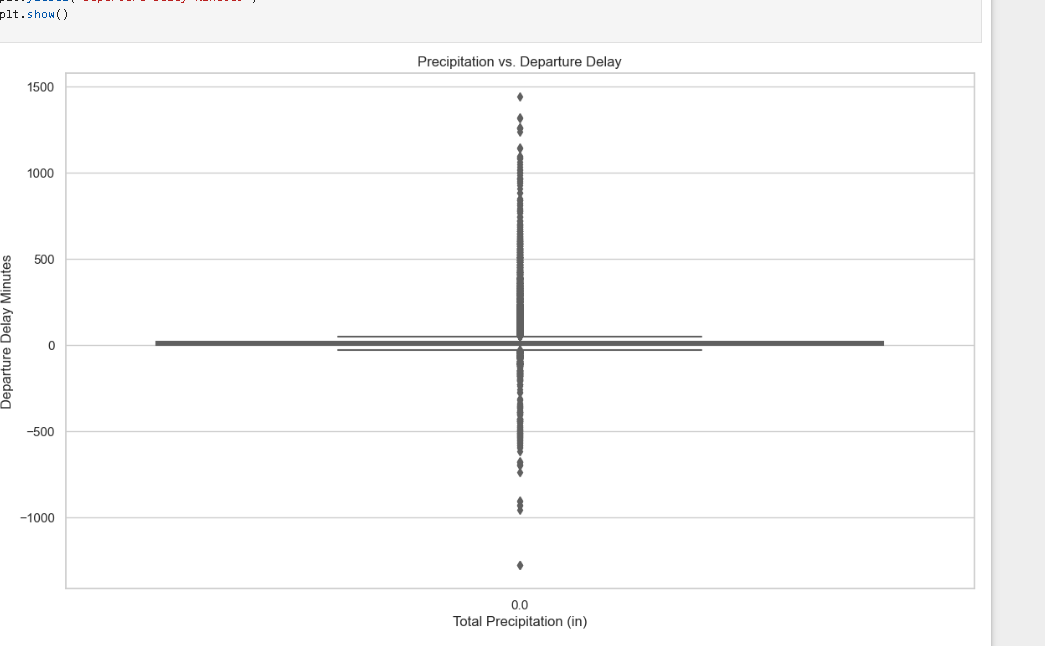 plt.show()
Precipitation vs. Departure Delay
1500
1000
500
0
−500
−1000
Departure Delay Minutes
0.0
Total Precipitation (in)